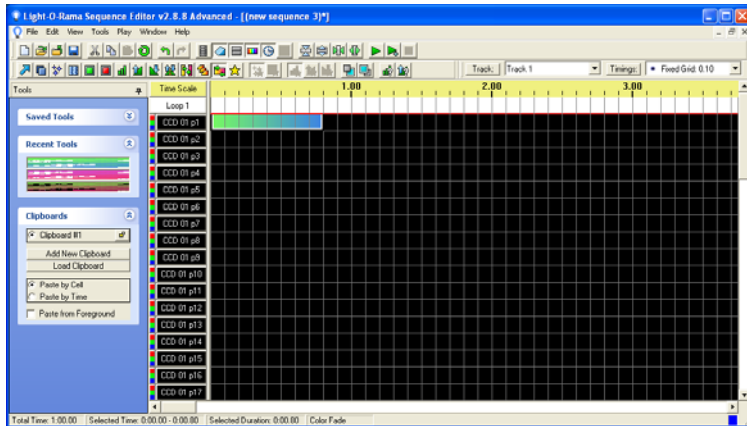 Light-O-Rama Sequence Editor v2.8.8 Advanced - [(new sequence 3)*]
File Edit View Tools Play Window Help
Track: Track 1 Timings: Fixed Grid: 0.10
Tools
Time Scale 1.00 2.00 3.00
Loop 1
Saved Tools
CCD 01 p1
Recent Tools
CCD 01 p2
CCD 01 p3
CCD 01 p4
CCD 01 p5
CCD 01 p6
Clipboards
CCD 01 p7
Clipboard #1
CCD 01 p8
Add New Clipboard
CCD 01 p9
Load Clipboard
CCD 01 p10
Paste by Cell
CCD 01 p11
Paste by Time
CCD 01 p12
Paste from Foreground
CCD 01 p13
CCD 01 p14
CCD 01 p15
CCD 01 p16
CCD 01 p17
Total Time: 1:00.00 Selected Time: 0:00.00 - 0:00.80 Selected Duration: 0:00.80 Color Fade